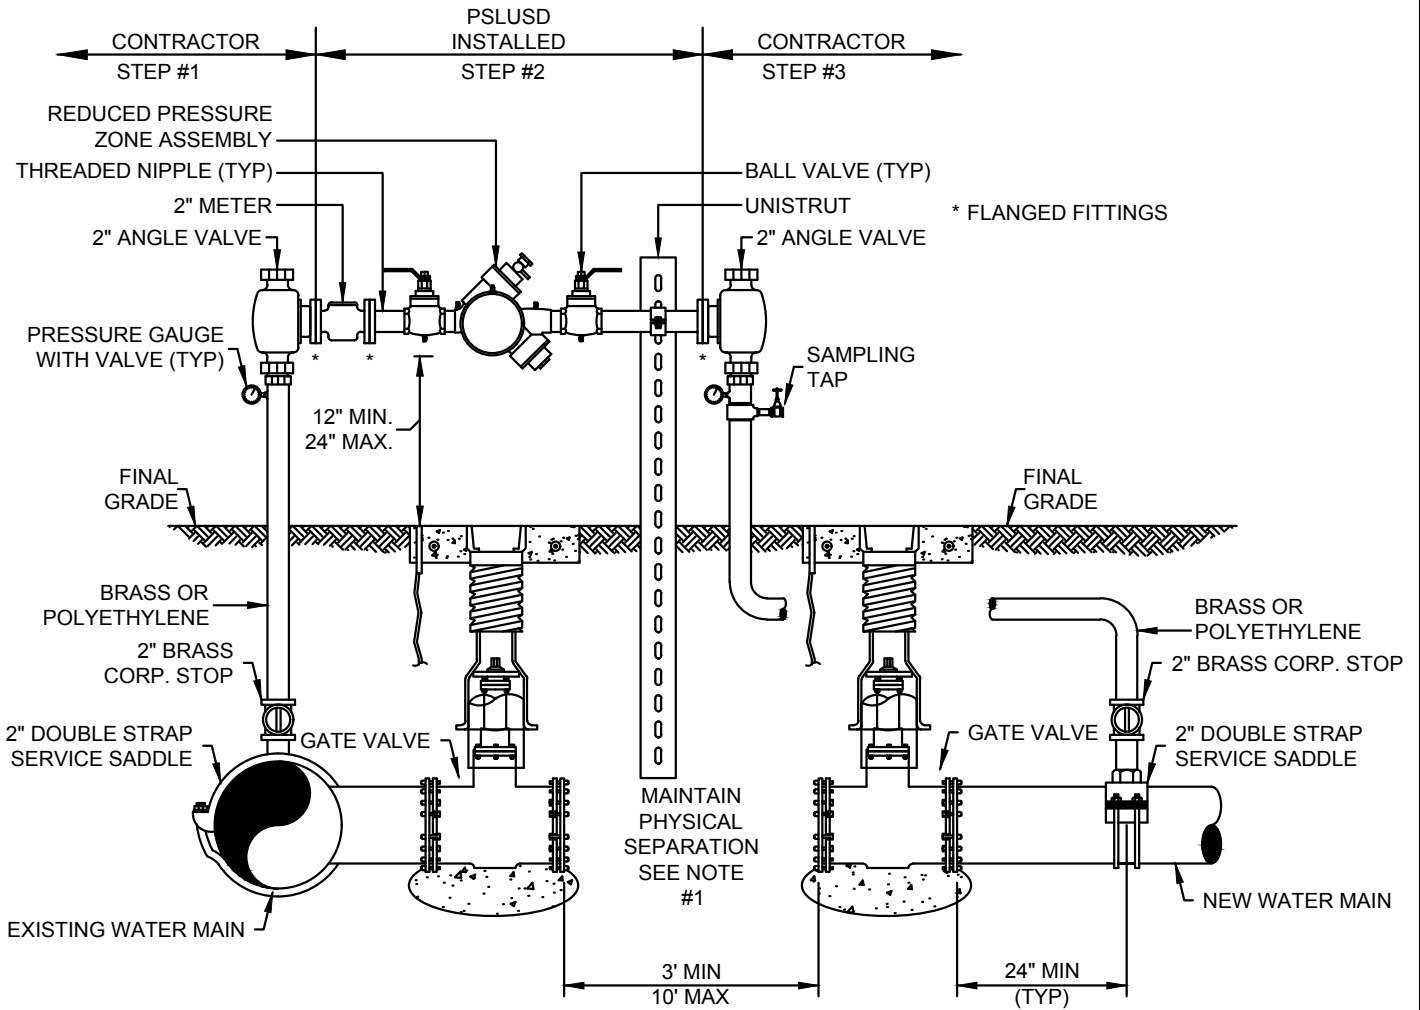 CONTRACTOR
STEP #1
PSLUSD
INSTALLED
STEP #2
CONTRACTOR
STEP #3
REDUCED PRESSURE
ZONE ASSEMBLY
THREADED NIPPLE (TYP)
2" METER
2" ANGLE VALVE
BALL VALVE (TYP)
UNISTRUT
2" ANGLE VALVE
* FLANGED FITTINGS
PRESSURE GAUGE
WITH VALVE (TYP)
*
*
*
SAMPLING
TAP
12" MIN.
24" MAX.
FINAL
GRADE
FINAL
GRADE
BRASS OR
POLYETHYLENE
2" BRASS
CORP. STOP
2" DOUBLE STRAP
SERVICE SADDLE
GATE VALVE
EXISTING WATER MAIN
MAINTAIN
PHYSICAL
SEPARATION
SEE NOTE
#1
BRASS OR
POLYETHYLENE
2" BRASS CORP. STOP
GATE VALVE
2" DOUBLE STRAP
SERVICE SADDLE
NEW WATER MAIN
3' MIN
10' MAX
24" MIN
(TYP)